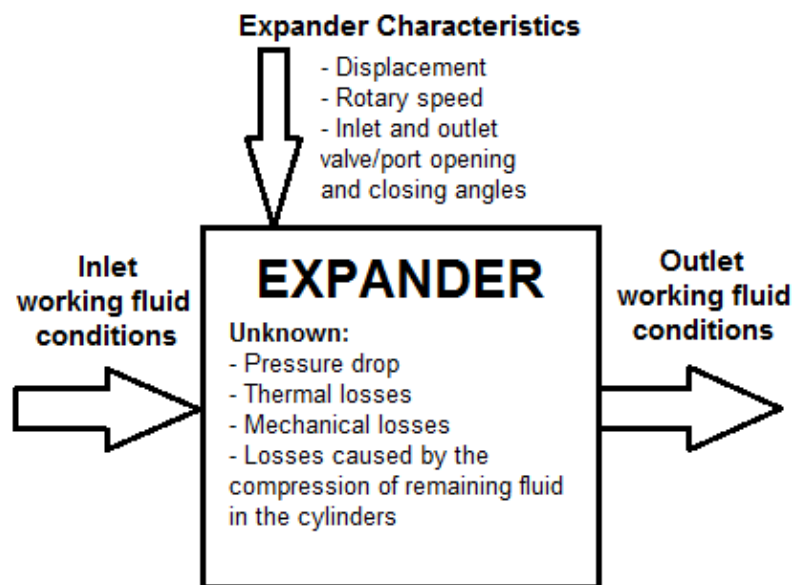 Expander Characteristics
- Displacement
- Rotary speed
- Inlet and outlet
valve/port opening
and closing angles
Inlet
working fluid
conditions
EXPANDER
Unknown:
- Pressure drop
- Thermal losses
- Mechanical losses
- Losses caused by the
compression of remaining fluid
in the cylinders
Outlet
working fluid
conditions